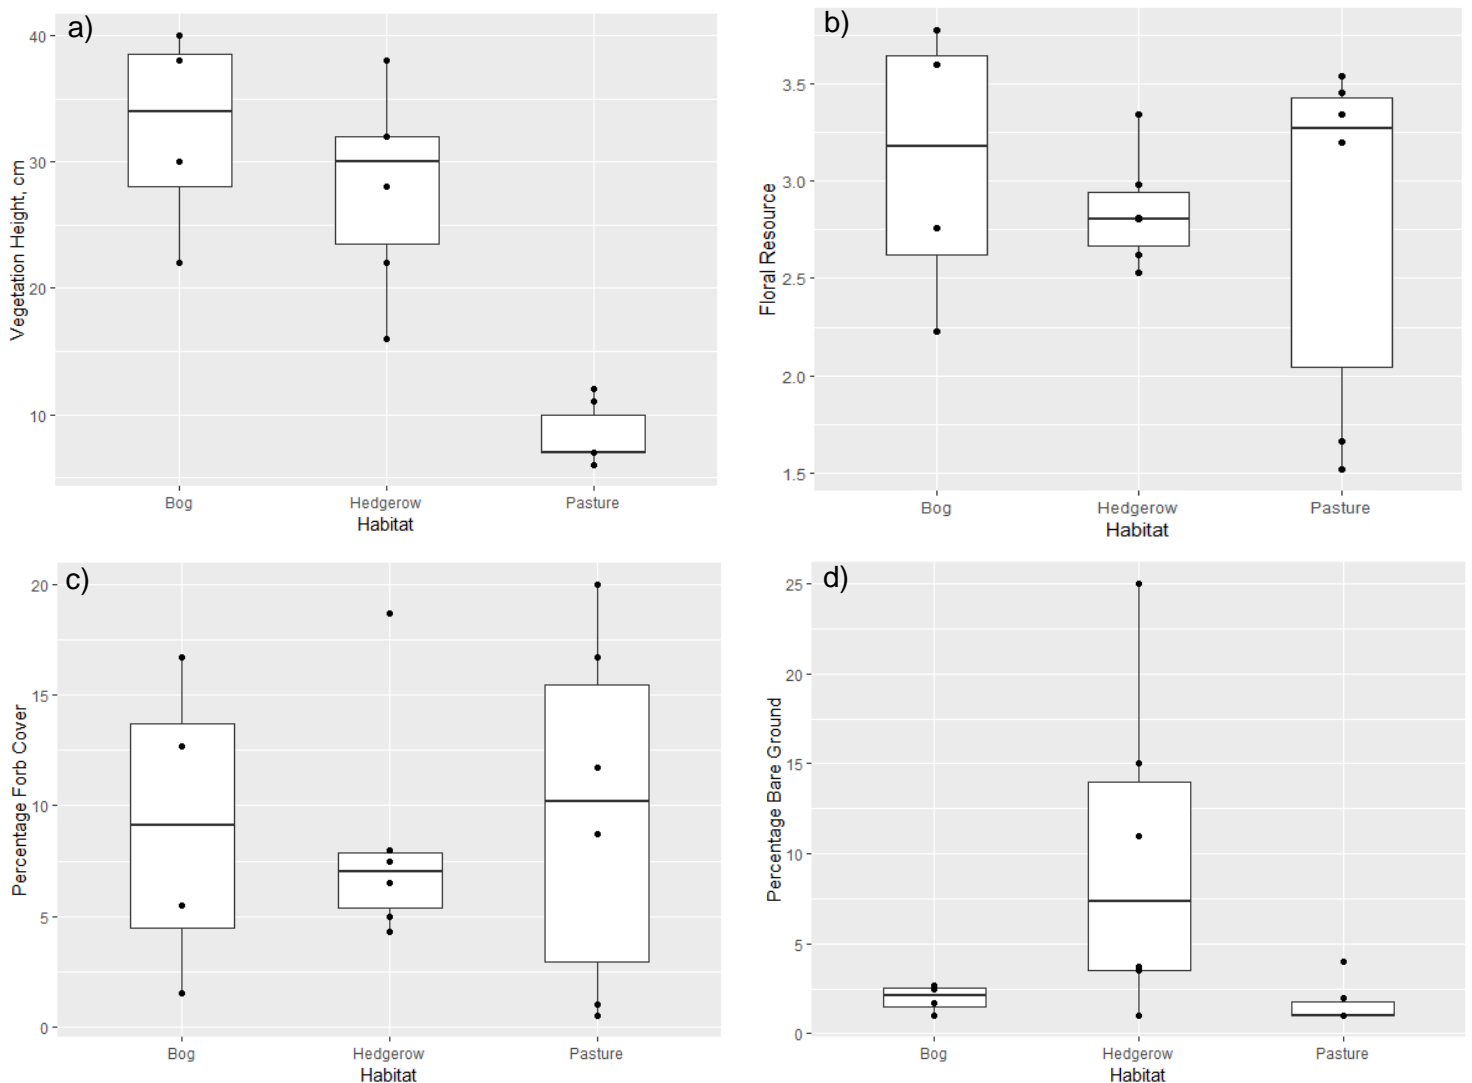 a)
Vegetation Height, cm
40
30
20
10
Bog Hedgerow Pasture
Habitat
b)
Floral Resource
3.5
3.0
2.5
2.0
1.5
Bog Hedgerow Pasture
Habitat
c)
Percentage Forb Cover
20
15
10
5
0
Bog Hedgerow Pasture
Habitat
d)
Percentage Bare Ground
25
20
15
10
5
0
Bog Hedgerow Pasture
Habitat